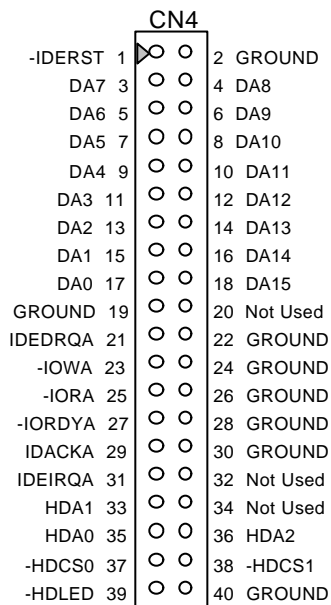 CN4
-IDERST 1 2 GROUND
DA7 3 4 DA8
DA6 5 6 DA9
DA5 7 8 DA10
DA4 9 10 DA11
DA3 11 12 DA12
DA2 13 14 DA13
DA1 15 16 DA14
DA0 17 18 DA15
GROUND 19 20 Not Used
IDEDRQA 21 22 GROUND
-IOWA 23 24 GROUND
-IORA 25 26 GROUND
-IORDYA 27 28 GROUND
IDACKA 29 30 GROUND
IDEIRQA 31 32 Not Used
HDA1 33 34 Not Used
HDA0 35 36 HDA2
-HDCS0 37 38 -HDCS1
-HDLED 39 40 GROUND